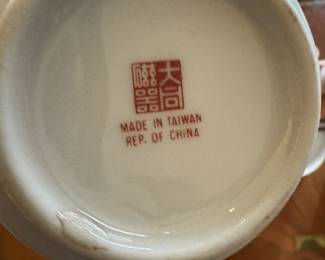 大同
磁器
MADE IN TAIWAN
REP. OF CHINA